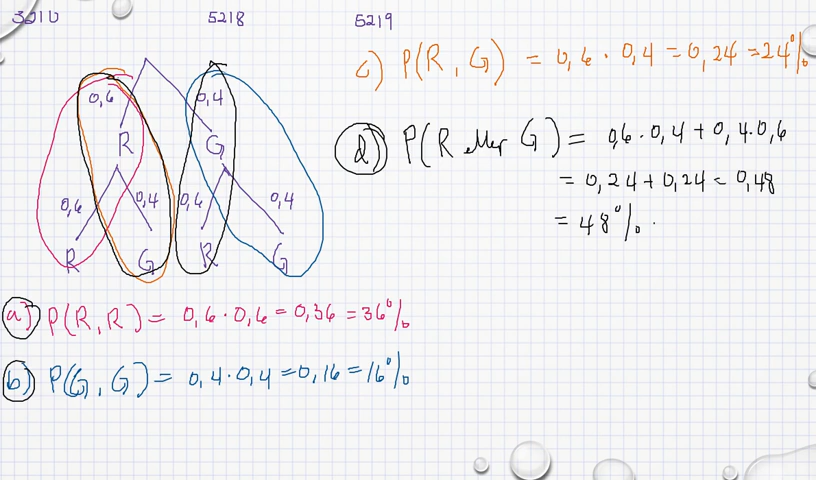 3210 5218 5219
0,6 0,4
R G
0,6 0,4 0,6 0,4
R G R G
a) P(R, R) = 0,6 · 0,6 = 0,36 = 36%
b) P(G, G) = 0,4 · 0,4 = 0,16 = 16%
c) P(R, G) = 0,6 · 0,4 = 0,24 = 24%
d) P(R eller G) = 0,6 · 0,4 + 0,4 · 0,6
= 0,24 + 0,24 = 0,48
= 48%.